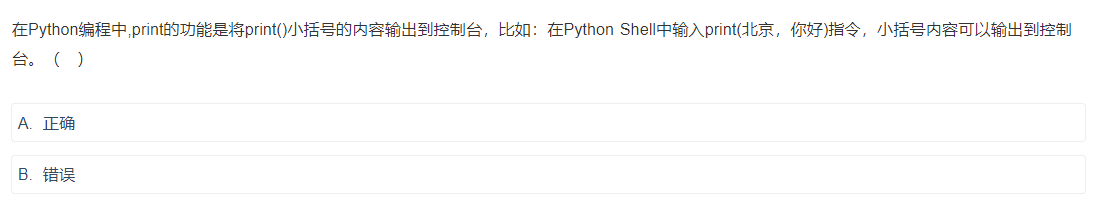 在Python编程中,print的功能是将print()小括号的内容输出到控制台，比如：在Python Shell中输入print(北京，你好)指令，小括号内容可以输出到控制
台。（ ）
A. 正确
B. 错误